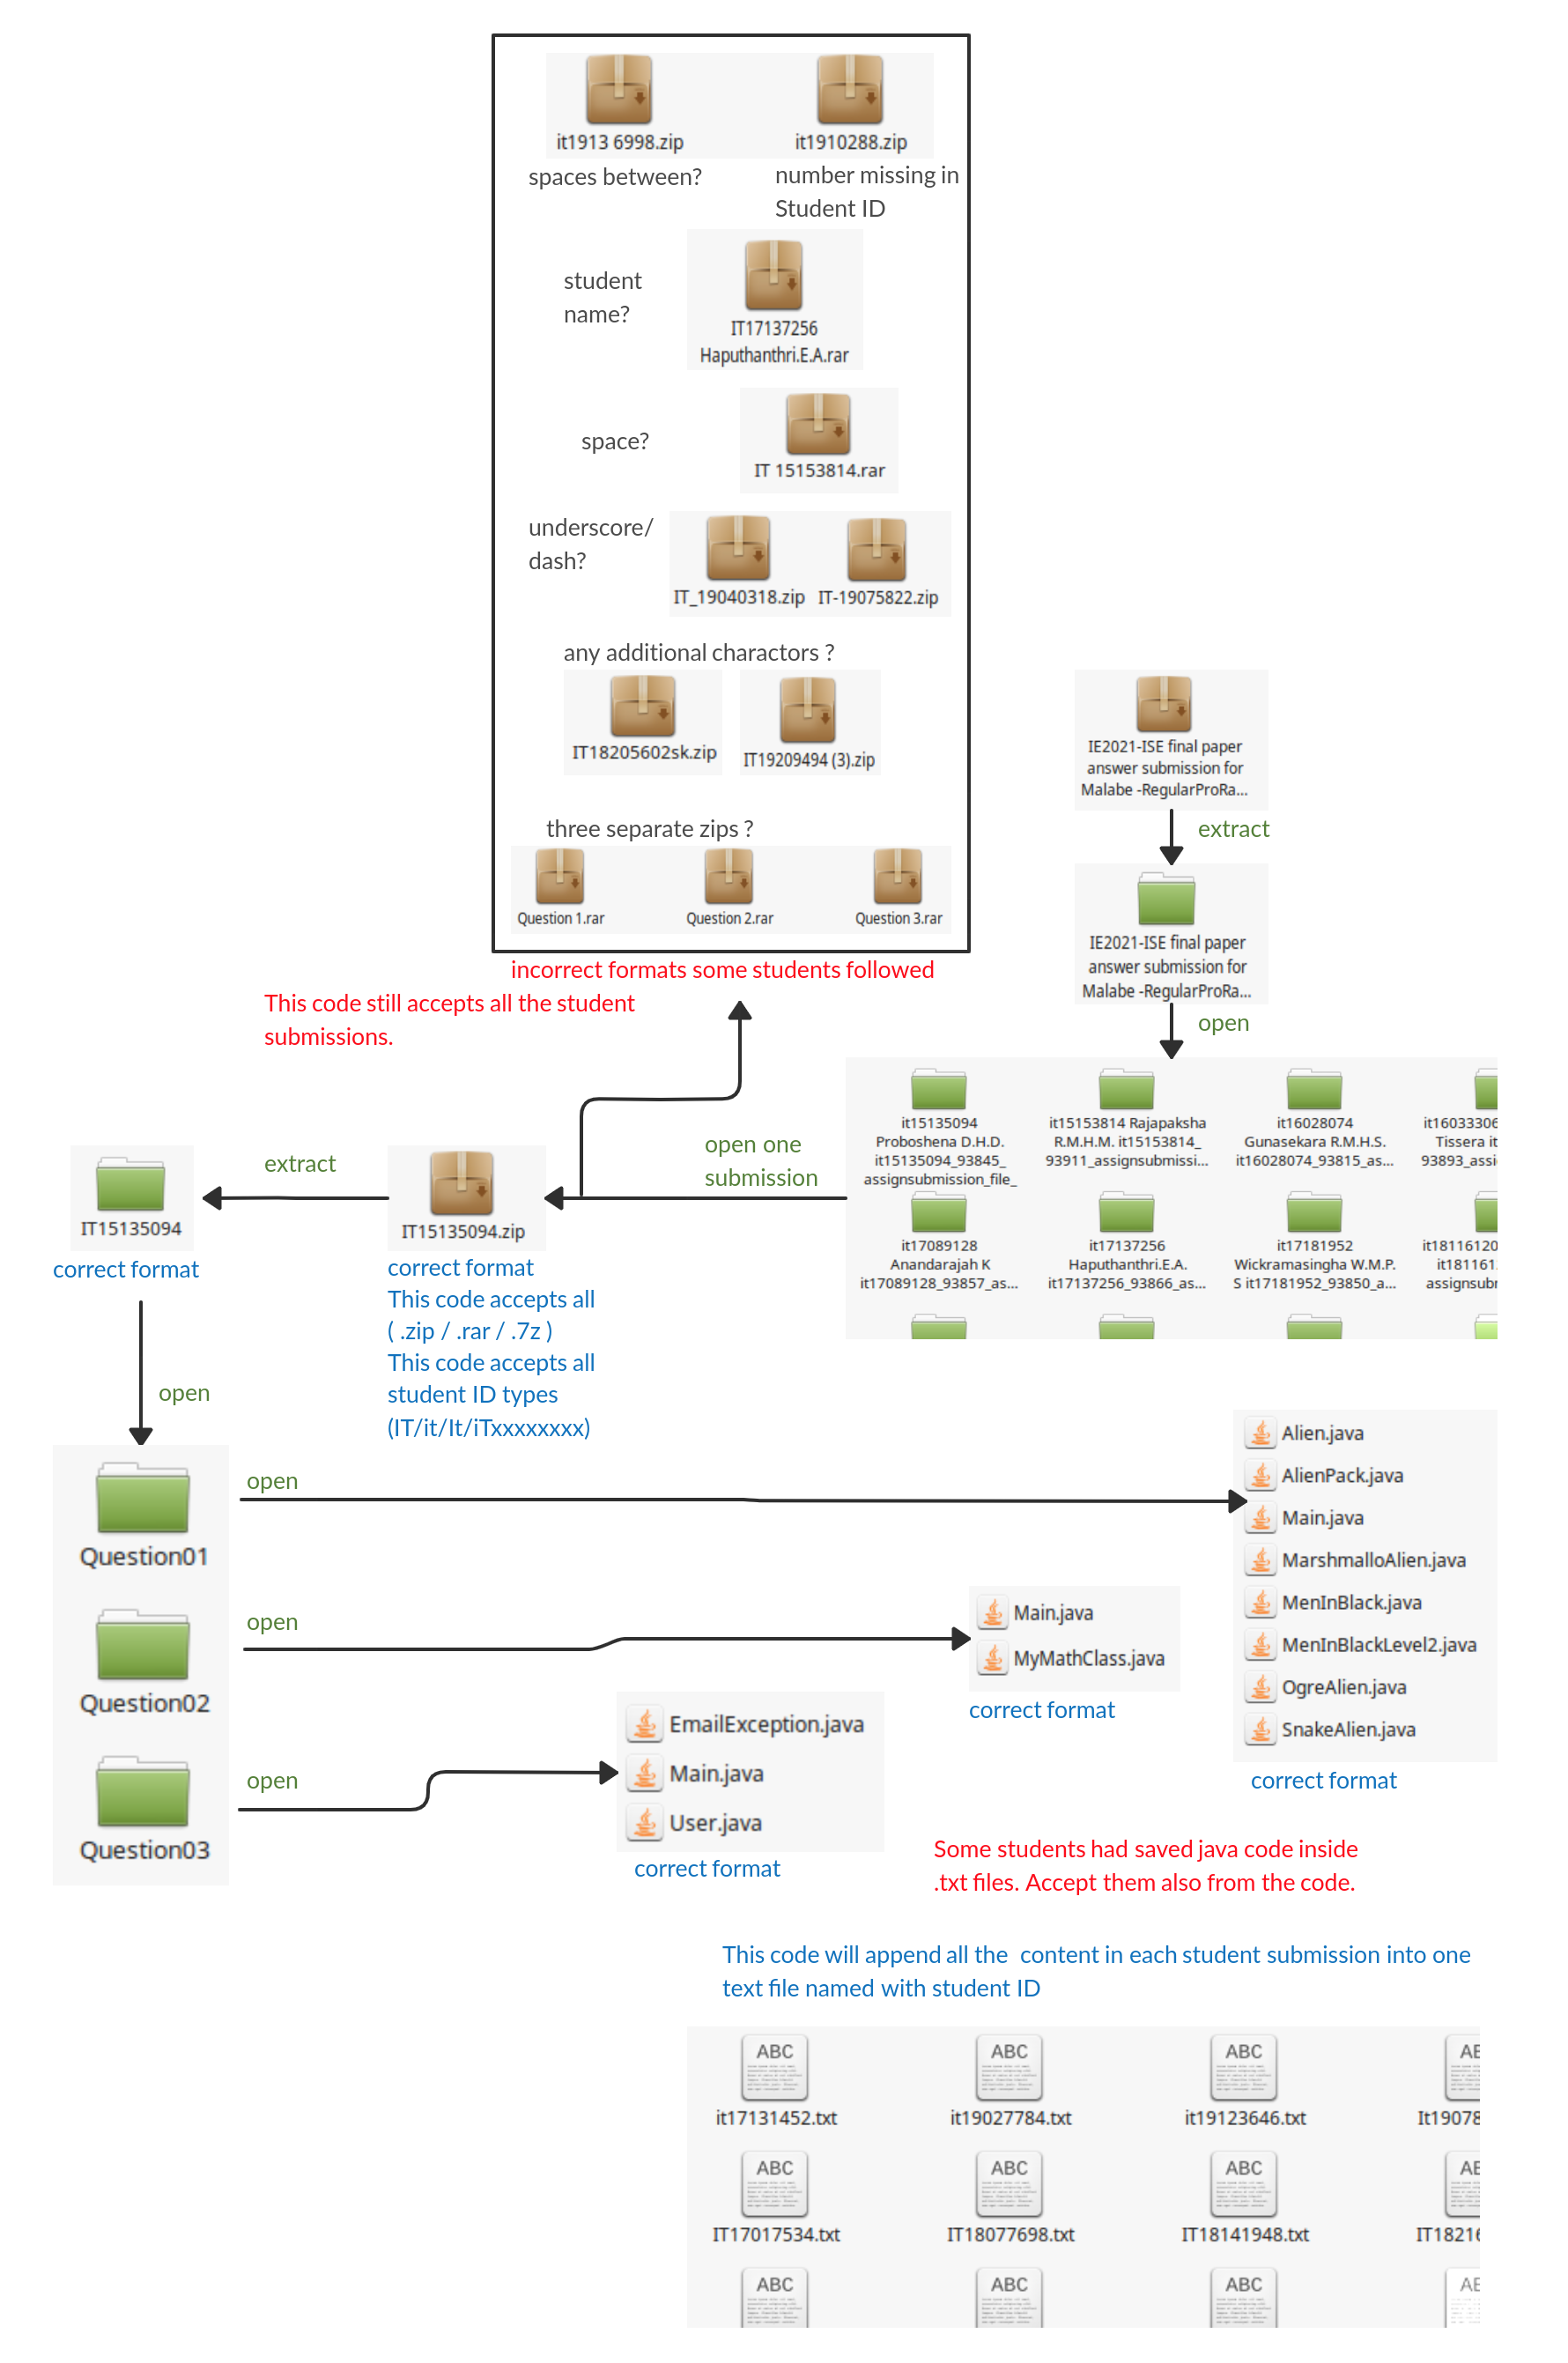 it1913 6998.zip
it1910288.zip
spaces between?
number missing in
Student ID
student
name?
IT17137256
Haputhanthri.E.A.rar
space?
IT 15153814.rar
underscore/
dash?
IT_19040318.zip
IT-19075822.zip
any additional charactors ?
IT18205602sk.zip
IT19209494 (3).zip
three separate zips ?
Question 1.rar
Question 2.rar
Question 3.rar
incorrect formats some students followed
This code still accepts all the student
submissions.
IE2021-ISE final paper
answer submission for
Malabe -RegularProRa...
extract
IE2021-ISE final paper
answer submission for
Malabe -RegularProRa...
open
it15135094
Proboshena D.H.D.
it15135094_93845_
assignsubmission_file_
it15153814 Rajapaksha
R.M.H.M. it15153814_
93911_assignsubmissi...
it16028074
Gunasekara R.M.H.S.
it16028074_93815_as...
it16033306
Tissera it
93893_assi
it17089128
Anandarajah K
it17089128_93857_as...
it17137256
Haputhanthri.E.A.
it17137256_93866_as...
it17181952
Wickramasingha W.M.P.
S it17181952_93850_a...
it18116120
it181161
assignsub
open one
submission
IT15135094.zip
correct format
This code accepts all
( .zip / .rar / .7z )
This code accepts all
student ID types
(IT/it/It/iTxxxxxxxx)
extract
IT15135094
correct format
open
Question01
Question02
Question03
open
Alien.java
AlienPack.java
Main.java
MarshmalloAlien.java
MenInBlack.java
MenInBlackLevel2.java
OgreAlien.java
SnakeAlien.java
correct format
open
Main.java
MyMathClass.java
correct format
open
EmailException.java
Main.java
User.java
correct format
Some students had saved java code inside
.txt files. Accept them also from the code.
This code will append all the content in each student submission into one
text file named with student ID
ABC
ABC
ABC
it17131452.txt
it19027784.txt
it19123646.txt
It19078
ABC
ABC
ABC
IT17017534.txt
IT18077698.txt
IT18141948.txt
IT1821
ABC
ABC
ABC